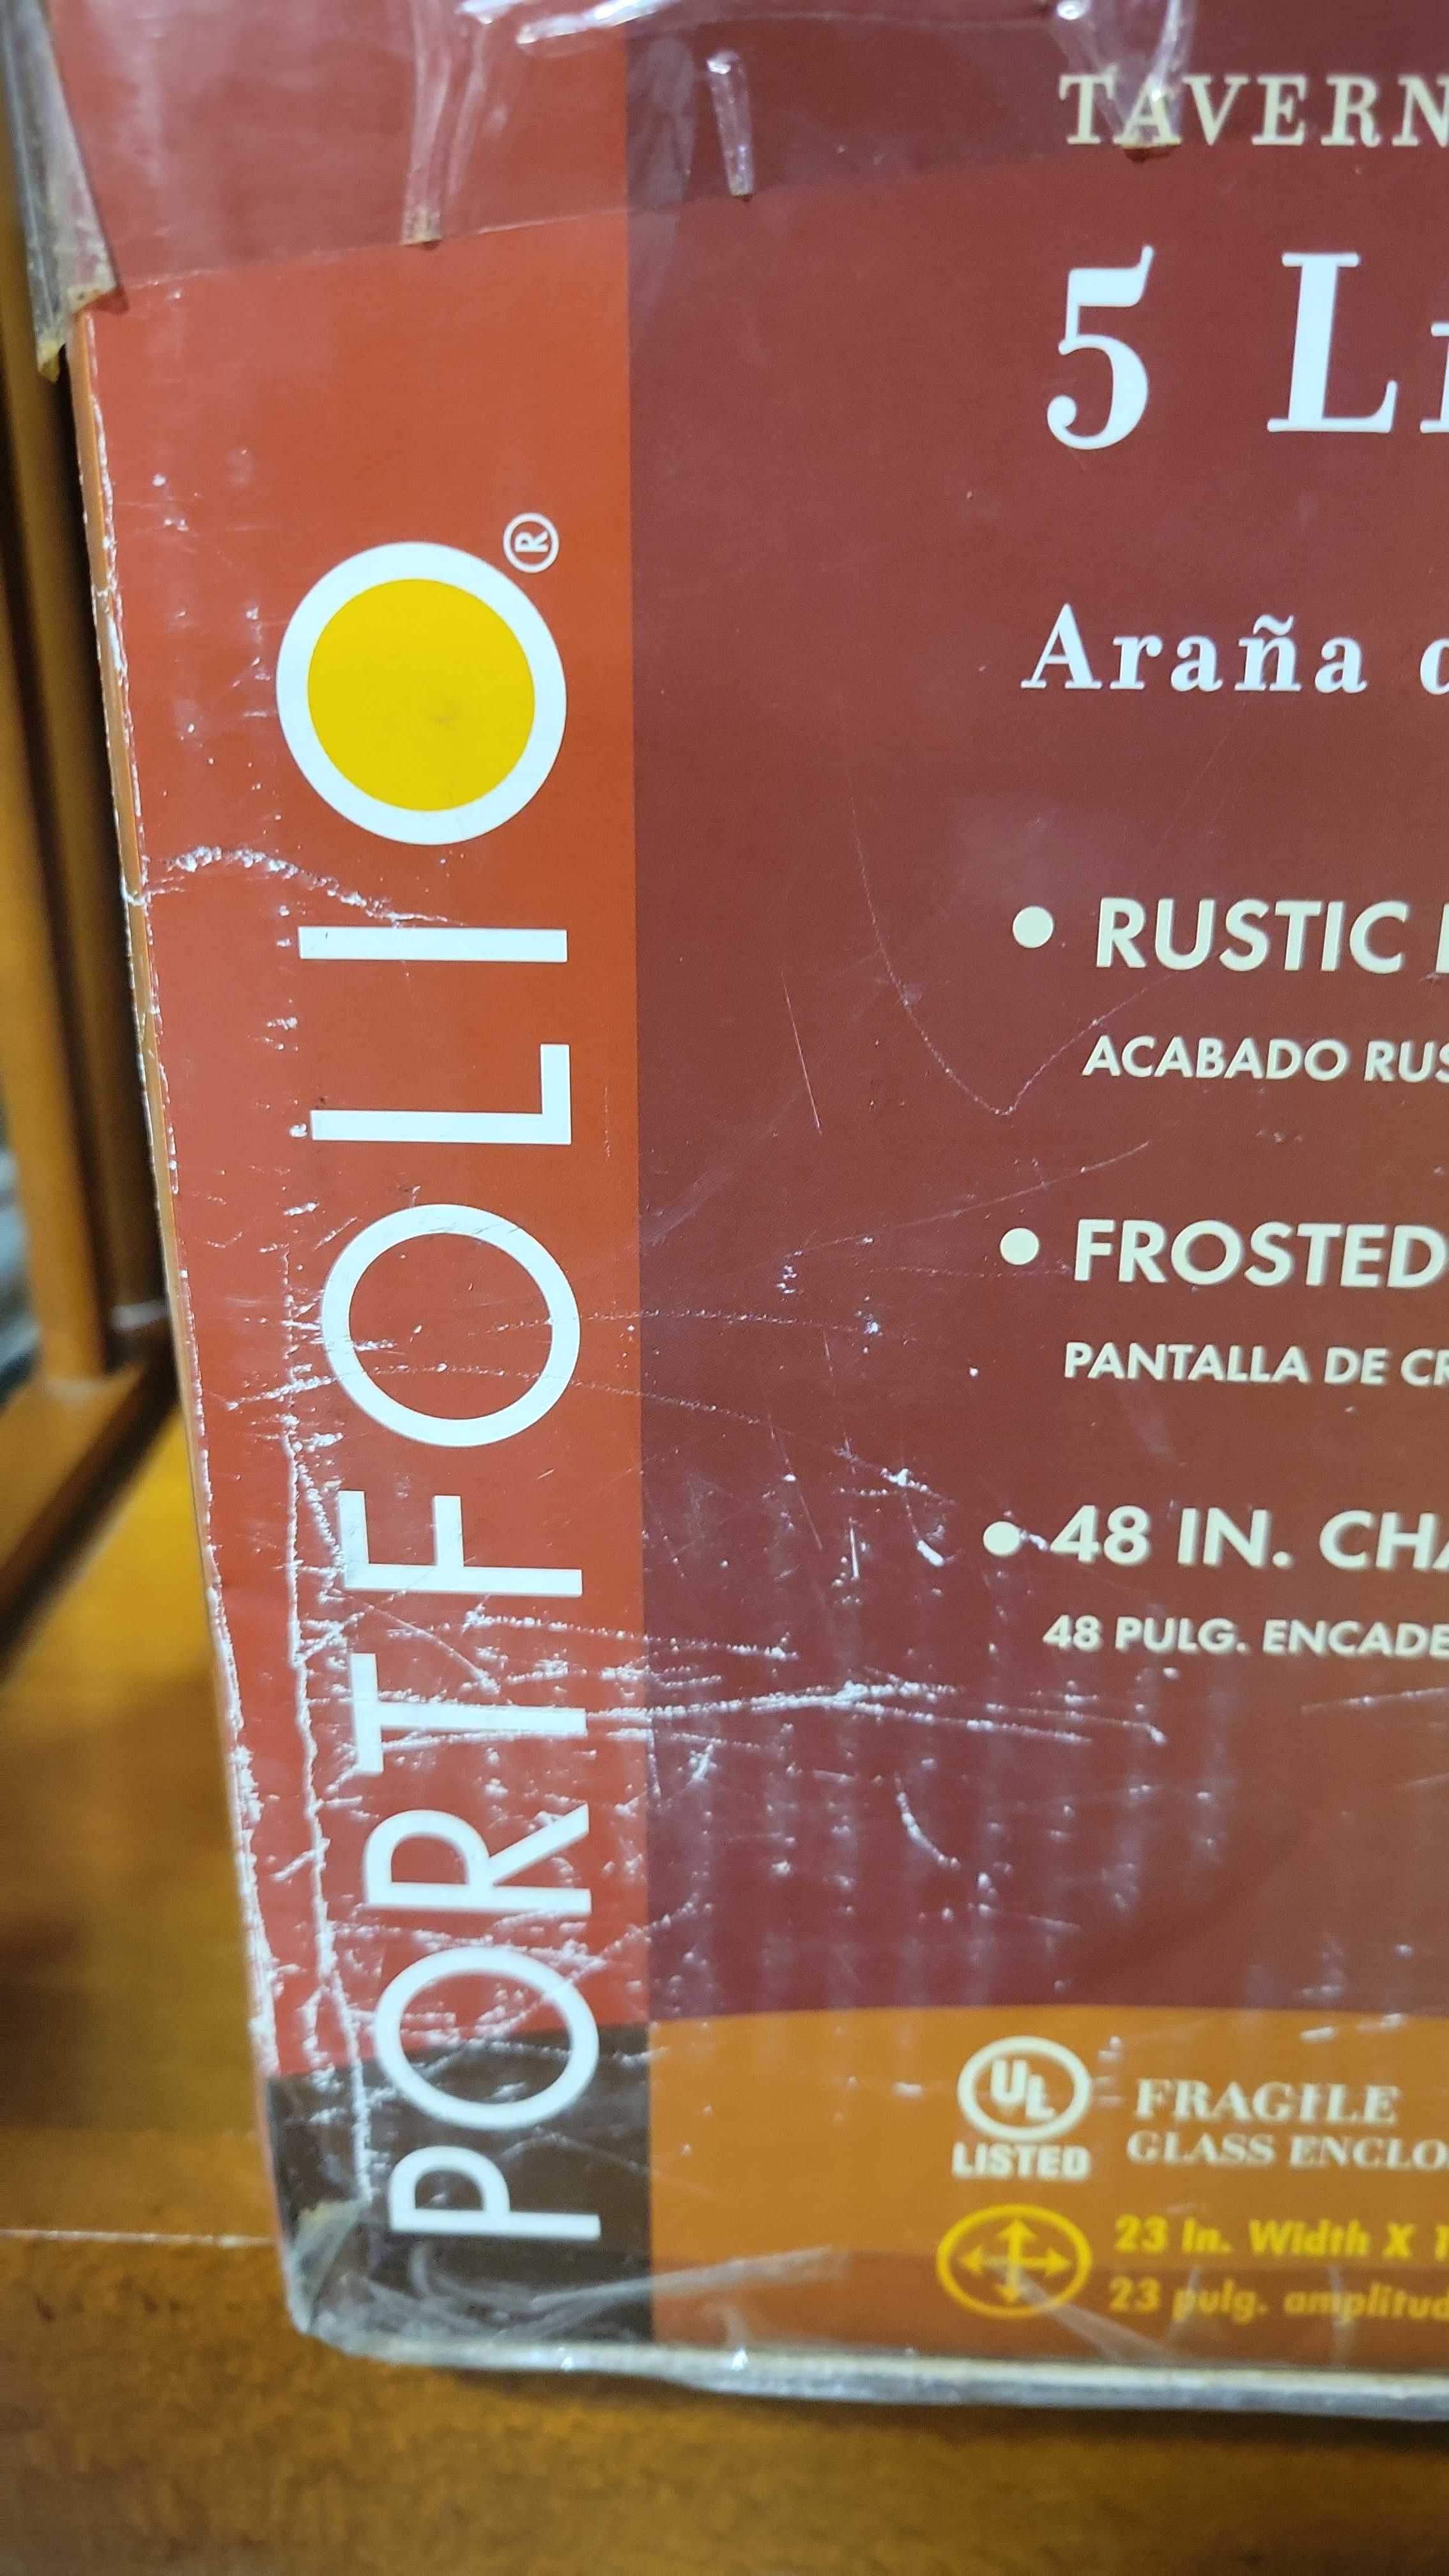 PORTFOLIO®
TAVERN
5 Li
Araña d
• RUSTIC
ACABADO RUS
• FROSTED
PANTALLA DE CR
• 48 IN. CHA
48 PULG. ENCADE
UL
LISTED
FRAGILE
GLASS ENCLO
23 In. Width X 1
23 pulg. amplitud